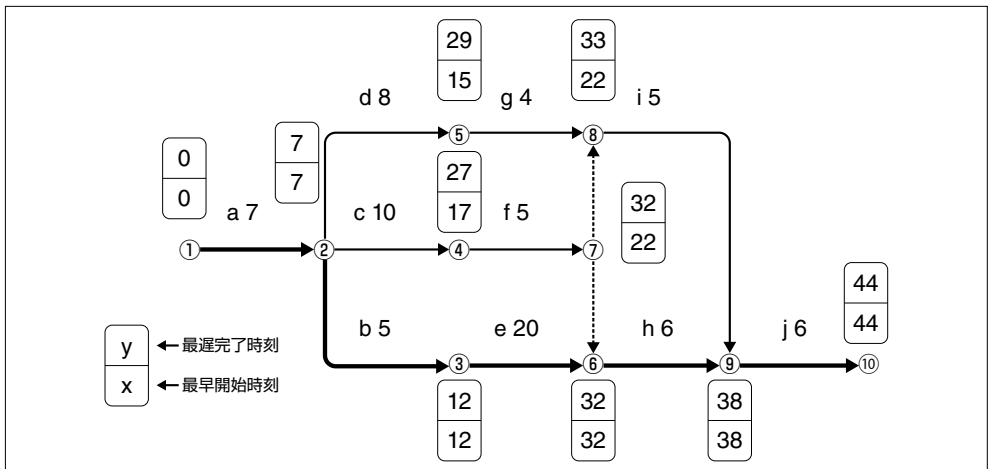 29
15
33
22
d 8
g 4
i 5
0
0
7
7
⑤
⑧
27
17
32
22
a 7
c 10
f 5
①
②
④
⑦
44
44
b 5
e 20
h 6
j 6
y
←最遅完了時刻
x
←最早開始時刻
③
⑥
⑨
⑩
12
12
32
32
38
38